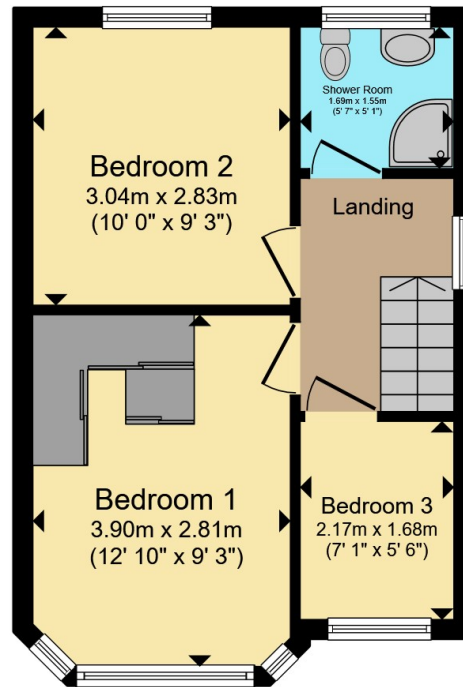 Bedroom 2
3.04m x 2.83m
(10' 0" x 9' 3")
Shower Room
1.69m x 1.55m
(5' 7" x 5' 1")
Landing
Bedroom 1
3.90m x 2.81m
(12' 10" x 9' 3")
Bedroom 3
2.17m x 1.68m
(7' 1" x 5' 6")